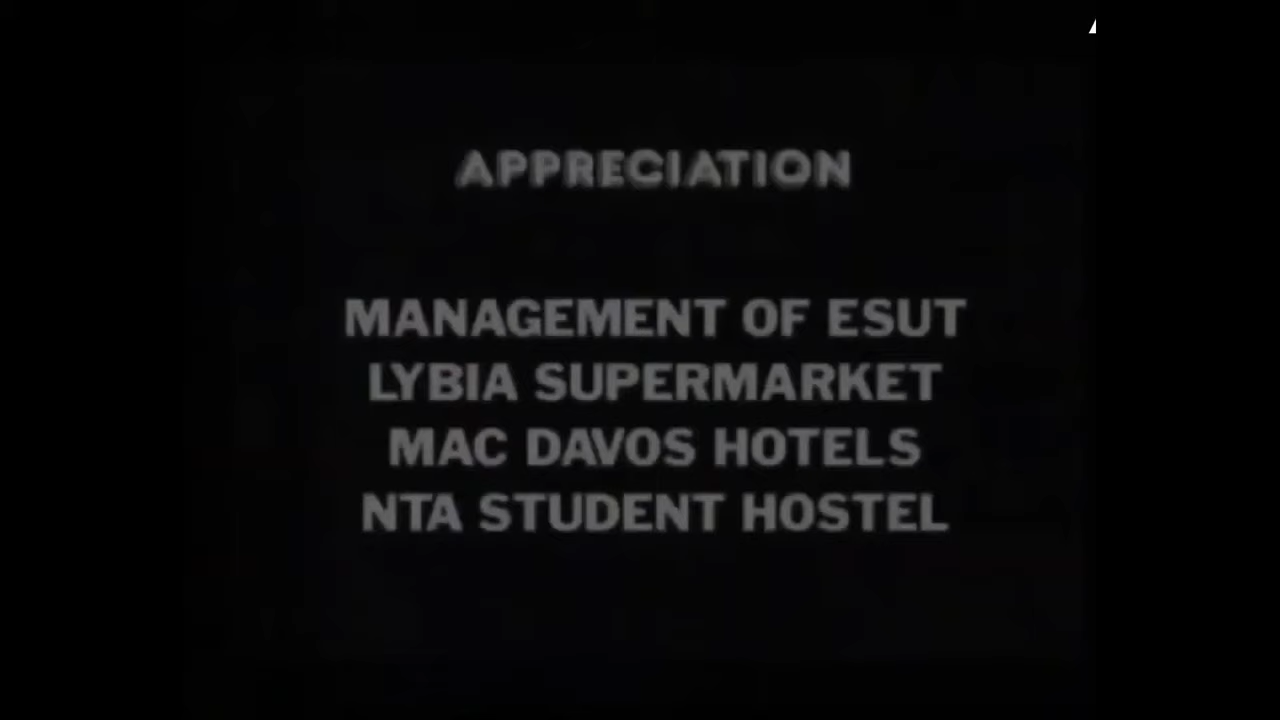 APPRECIATION
MANAGEMENT OF ESUT
LYBIA SUPERMARKET
MAC DAVOS HOTELS
NTA STUDENT HOSTEL